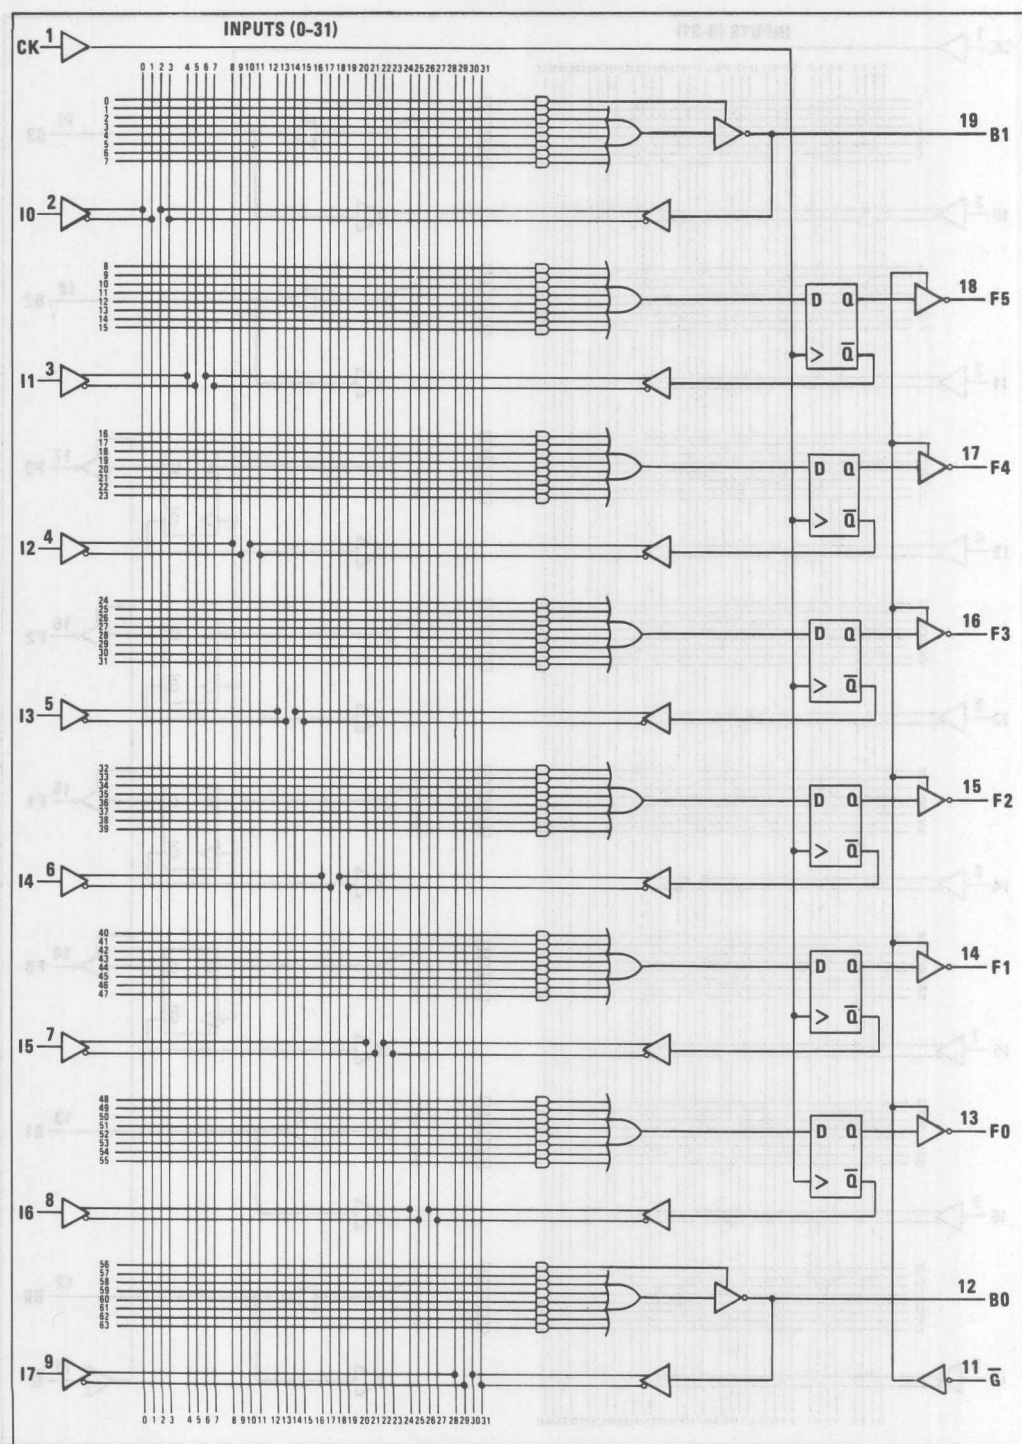 INPUTS (0-31)
CK 1
0 1 2 3 4 5 6 7 8 9 10 11 12 13 14 15 16 17 18 19 20 21 22 23 24 25 26 27 28 29 30 31
0
1
2
3
4
5
6
7
19 B1
I0 2
8
9
10
11
12
13
14
15
D Q
18 F5
> Q̅
I1 3
16
17
18
19
20
21
22
23
D Q
17 F4
> Q̅
I2 4
24
25
26
27
28
29
30
31
D Q
16 F3
> Q̅
I3 5
32
33
34
35
36
37
38
39
D Q
15 F2
> Q̅
I4 6
40
41
42
43
44
45
46
47
D Q
14 F1
> Q̅
I5 7
48
49
50
51
52
53
54
55
D Q
13 F0
> Q̅
I6 8
56
57
58
59
60
61
62
63
12 B0
I7 9
11 G̅
0 1 2 3 4 5 6 7 8 9 10 11 12 13 14 15 16 17 18 19 20 21 22 23 24 25 26 27 28 29 30 31